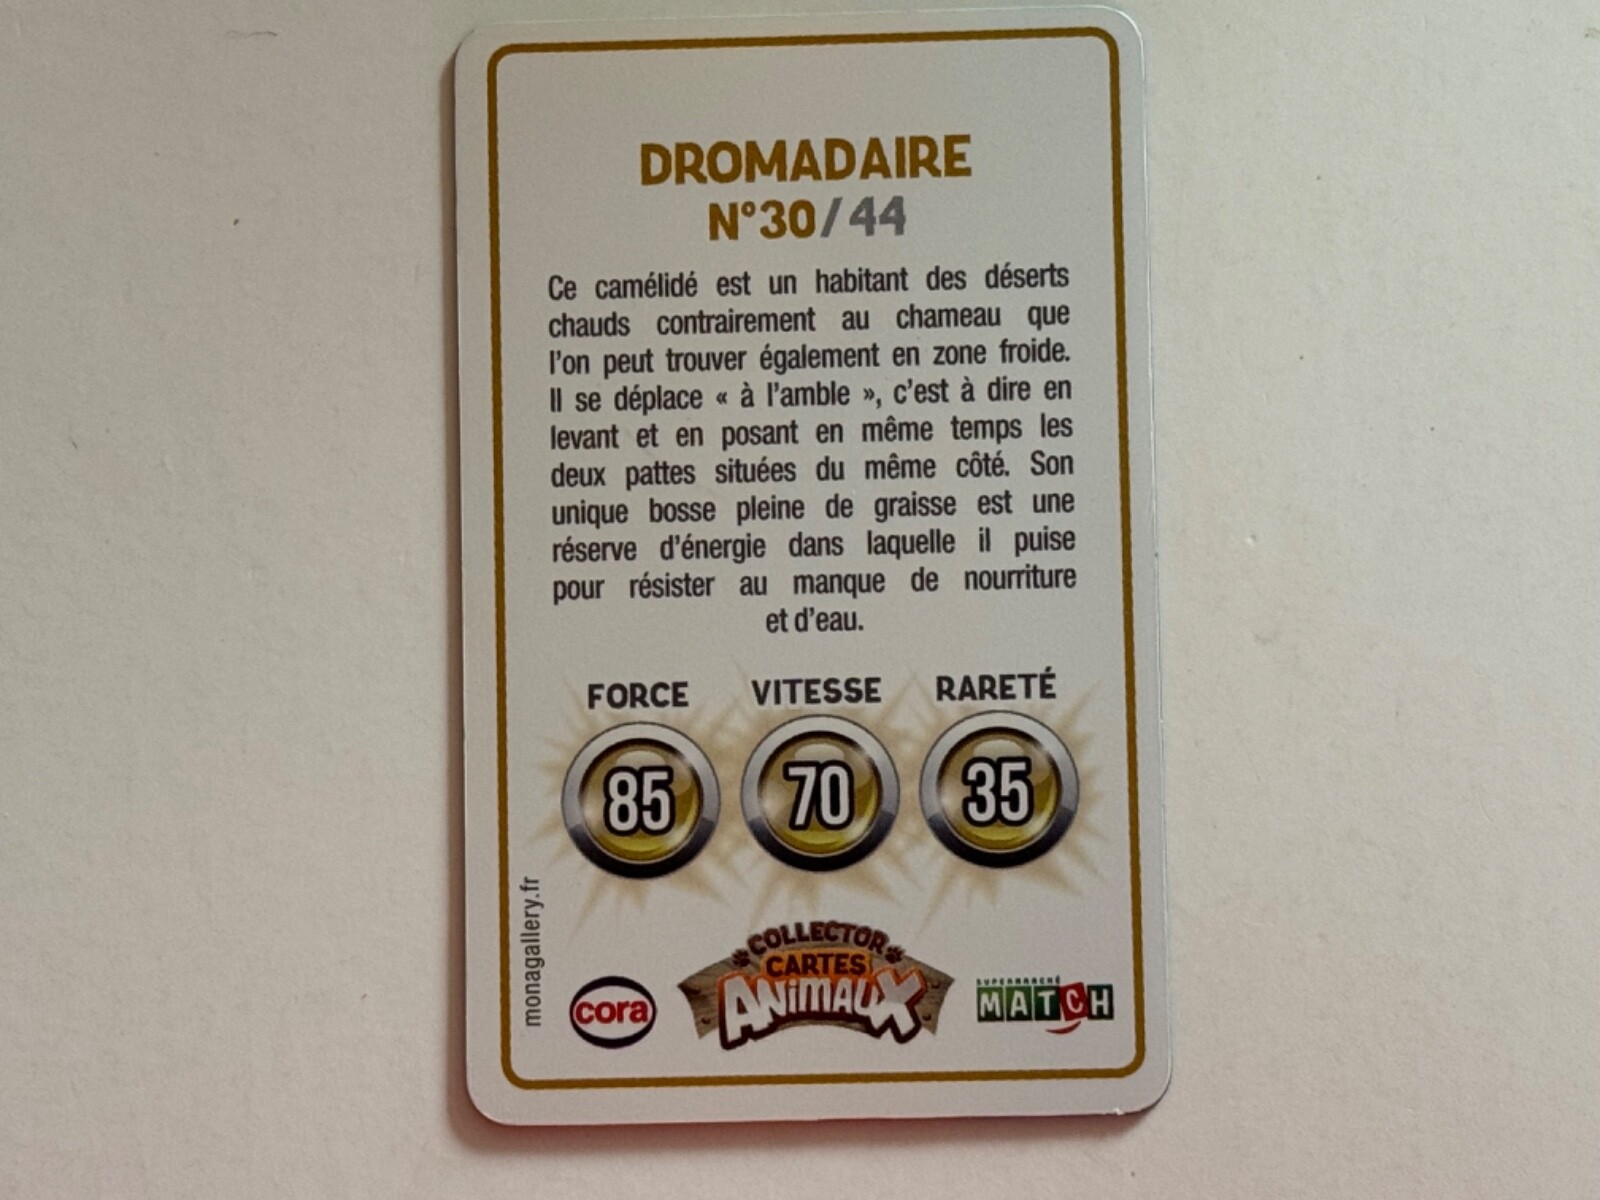 DROMADAIRE
N°30/44
Ce camélidé est un habitant des déserts
chauds contrairement au chameau que
l'on peut trouver également en zone froide.
Il se déplace « à l'amble », c'est à dire en
levant et en posant en même temps les
deux pattes situées du même côté. Son
unique bosse pleine de graisse est une
réserve d'énergie dans laquelle il puise
pour résister au manque de nourriture
et d'eau.
FORCE VITESSE RARETÉ
85 70 35
monagallery.fr
cora
COLLECTOR
CARTES
ANiMAUX
SUPERMARCHÉ
MATCH